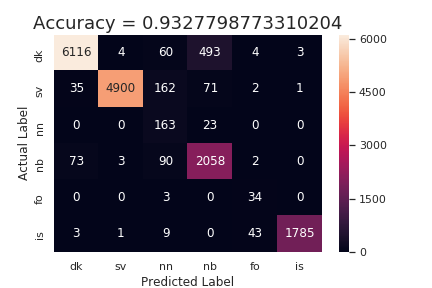 Accuracy = 0.9327798773310204
dk 6116 4 60 493 4 3
sv 35 4900 162 71 2 1
nn 0 0 163 23 0 0
nb 73 3 90 2058 2 0
fo 0 0 3 0 34 0
is 3 1 9 0 43 1785
dk sv nn nb fo is
Actual Label
Predicted Label
6000
4500
3000
1500
0